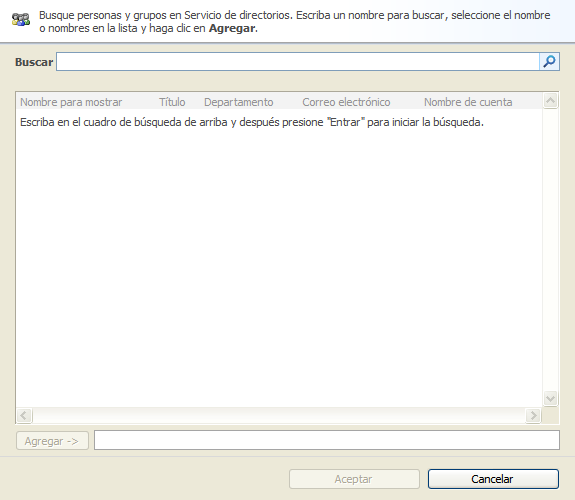 Busque personas y grupos en Servicio de directorios. Escriba un nombre para buscar, seleccione el nombre
o nombres en la lista y haga clic en Agregar.
Buscar
Nombre para mostrar Título Departamento Correo electrónico Nombre de cuenta
Escriba en el cuadro de búsqueda de arriba y después presione "Entrar" para iniciar la búsqueda.
Agregar ->
Aceptar Cancelar